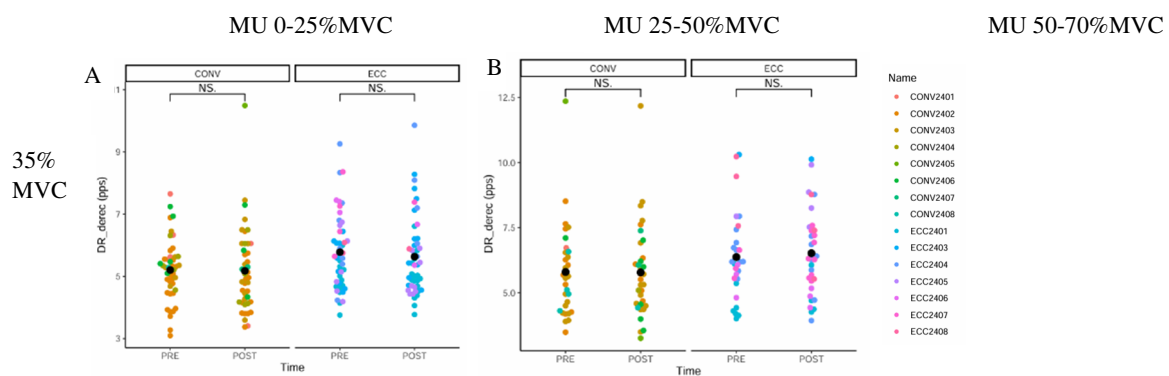 MU 0-25%MVC MU 25-50%MVC MU 50-70%MVC
35%
MVC
A
CONV ECC
NS. NS.
DR_derec (pps)
1
9
7
5
3
PRE POST PRE POST
Time
B
CONV ECC
NS. NS.
DR_derec (pps)
12.5
10.0
7.5
5.0
PRE POST PRE POST
Time
Name
CONV2401
CONV2402
CONV2403
CONV2404
CONV2405
CONV2406
CONV2407
CONV2408
ECC2401
ECC2403
ECC2404
ECC2405
ECC2406
ECC2407
ECC2408